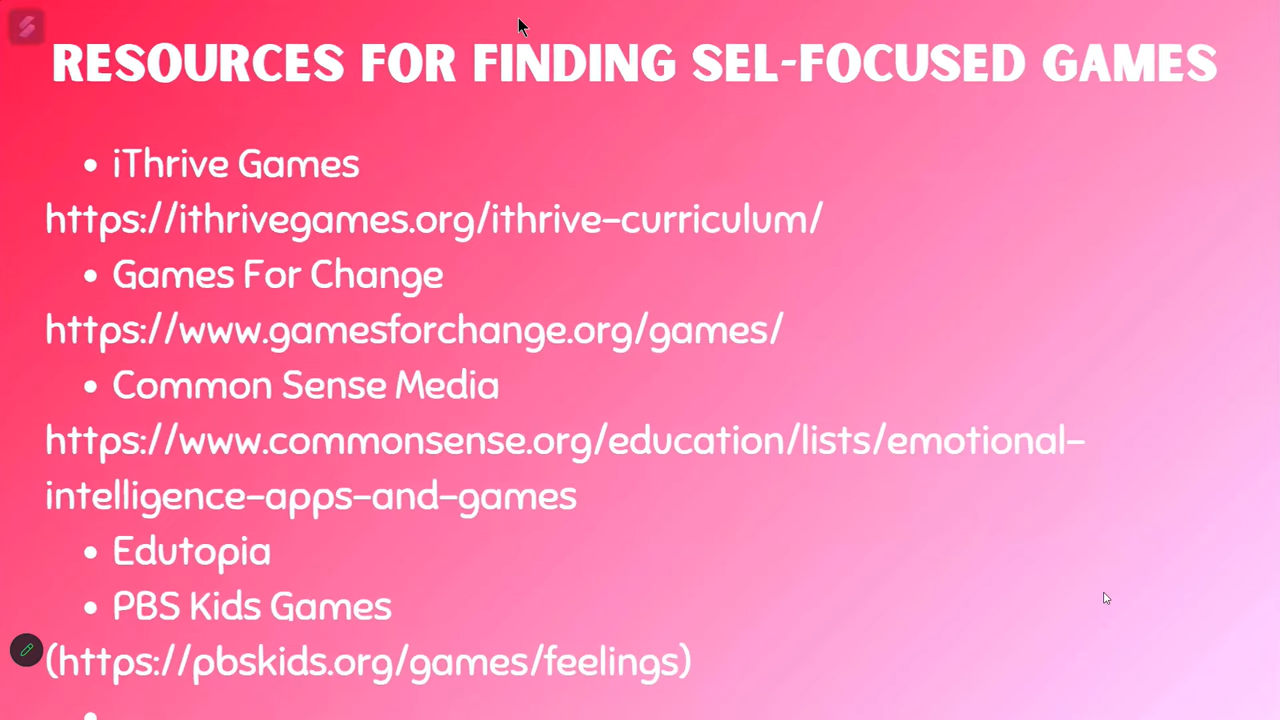 RESOURCES FOR FINDING SEL-FOCUSED GAMES
• iThrive Games
https://ithrivegames.org/ithrive-curriculum/
• Games For Change
https://www.gamesforchange.org/games/
• Common Sense Media
https://www.commonsense.org/education/lists/emotional-
intelligence-apps-and-games
• Edutopia
• PBS Kids Games
(https://pbskids.org/games/feelings)
•